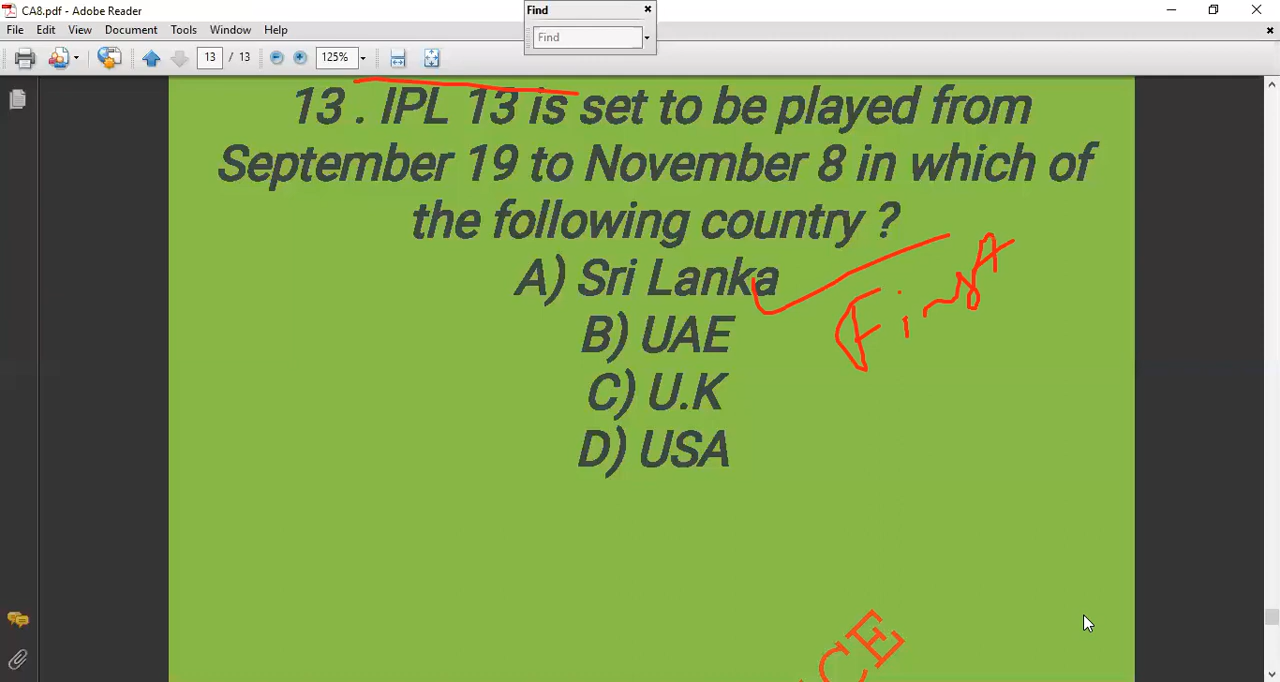 CA8.pdf - Adobe Reader
Find
File Edit View Document Tools Window Help
Find
13 / 13 125%
13 . IPL 13 is set to be played from
September 19 to November 8 in which of
the following country ?
A) Sri Lanka
First
B) UAE
C) U.K
D) USA
CE